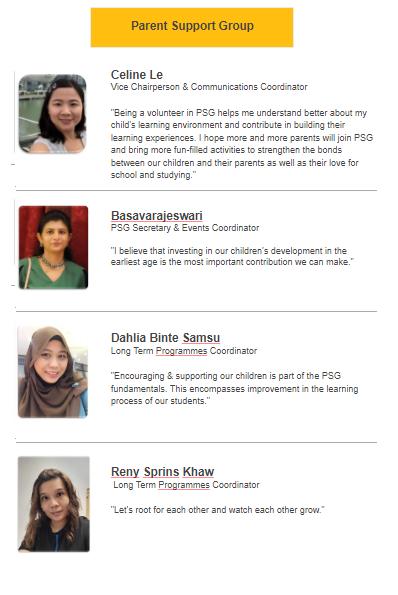 Parent Support Group
Celine Le
Vice Chairperson & Communications Coordinator
"Being a volunteer in PSG helps me understand better about my
child's learning environment and contribute in building their
learning experiences. I hope more and more parents will join PSG
and bring more fun-filled activities to strengthen the bonds
between our children and their parents as well as their love for
school and studying."
Basavarajeswari
PSG Secretary & Events Coordinator
"I believe that investing in our children's development in the
earliest age is the most important contribution we can make."
Dahlia Binte Samsu
Long Term Programmes Coordinator
"Encouraging & supporting our children is part of the PSG
fundamentals. This encompasses improvement in the learning
process of our students."
Reny Sprins Khaw
Long Term Programmes Coordinator
"Let's root for each other and watch each other grow."